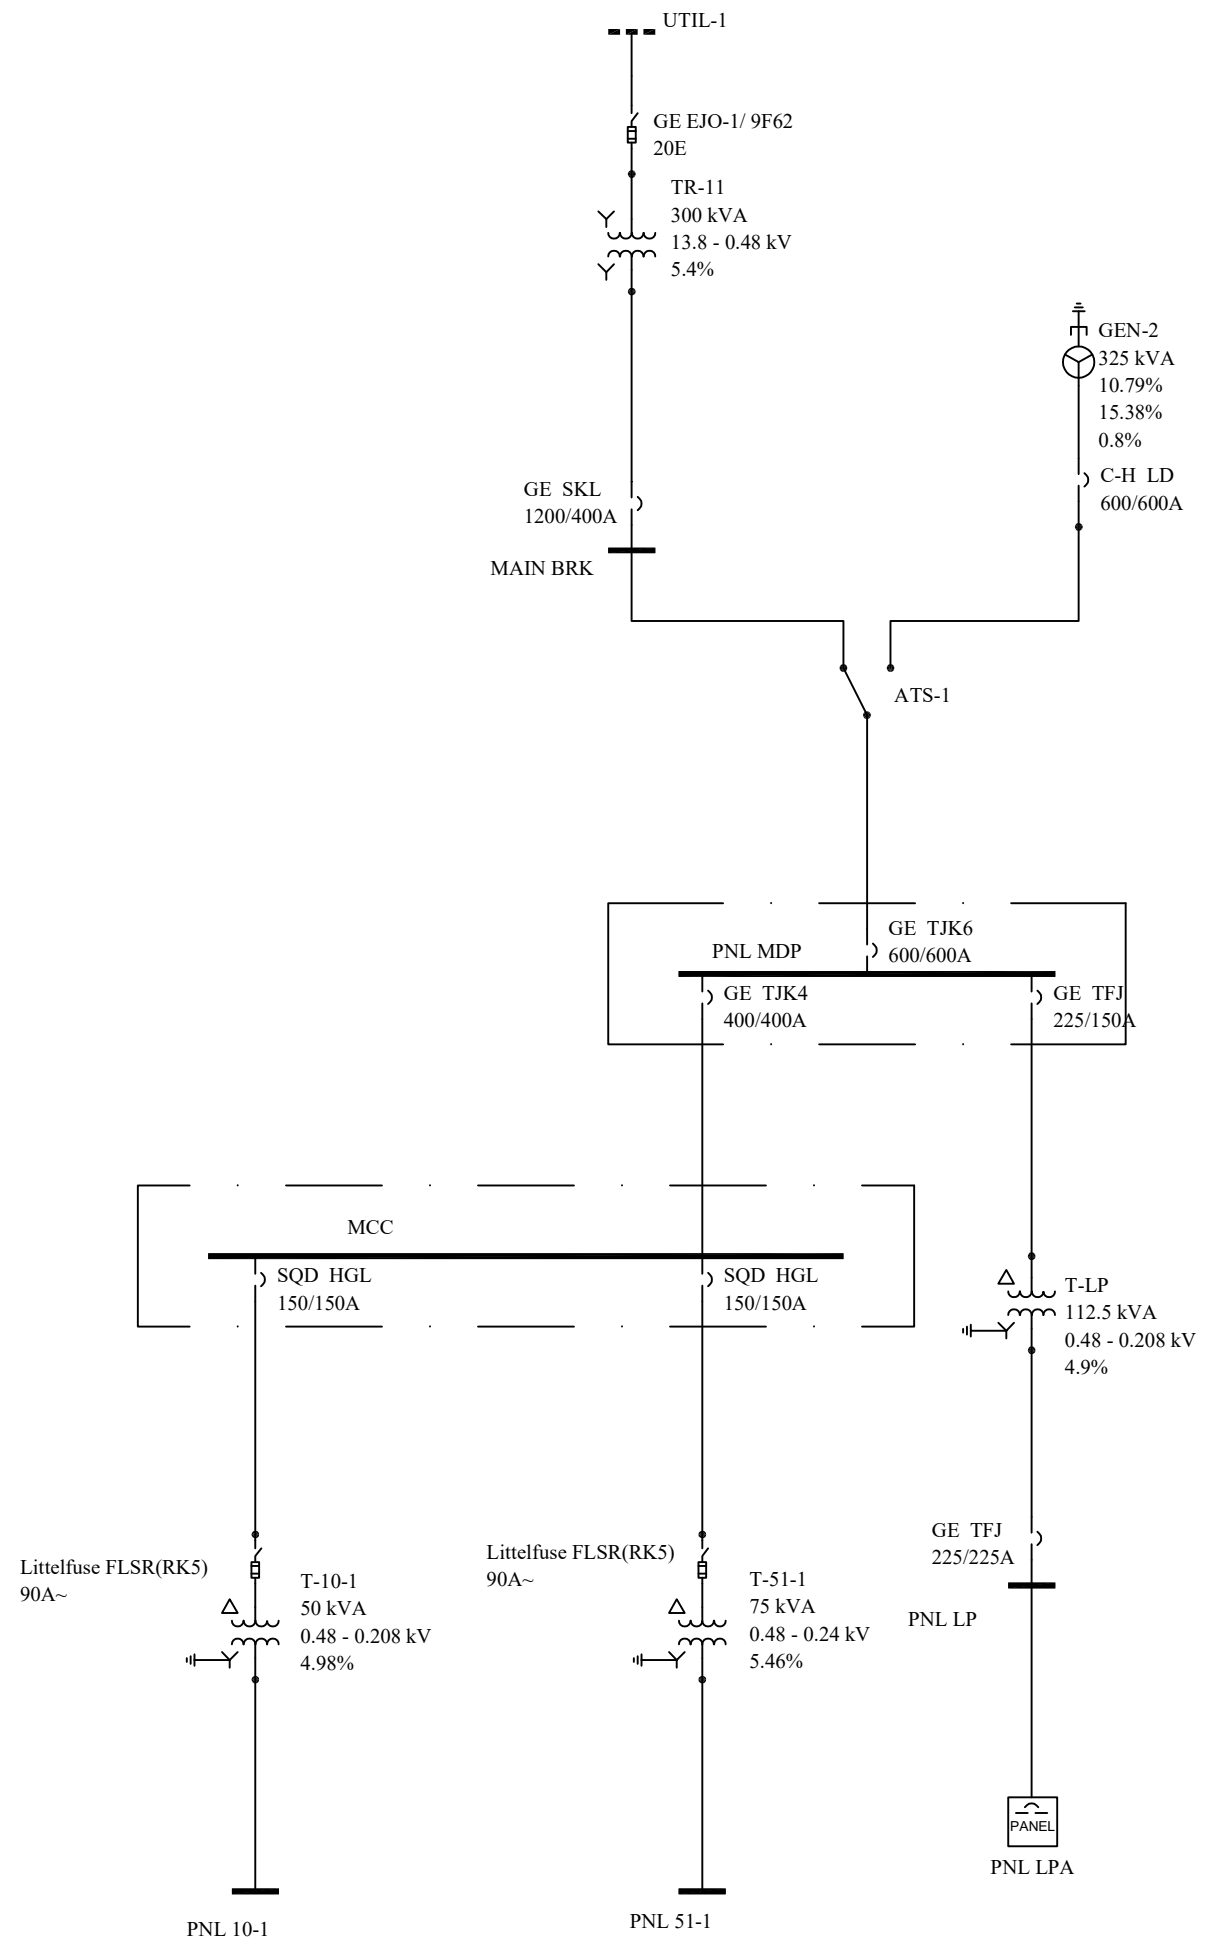 UTIL-1
GE EJO-1/ 9F62
20E
TR-11
300 kVA
13.8 - 0.48 kV
5.4%
GEN-2
325 kVA
10.79%
15.38%
0.8%
C-H  LD
600/600A
GE  SKL
1200/400A
MAIN BRK
ATS-1
GE  TJK6
600/600A
PNL MDP
GE  TJK4
400/400A
GE  TFJ
225/150A
MCC
SQD  HGL
150/150A
SQD  HGL
150/150A
T-LP
112.5 kVA
0.48 - 0.208 kV
4.9%
Littelfuse FLSR(RK5)
90A~
T-10-1
50 kVA
0.48 - 0.208 kV
4.98%
Littelfuse FLSR(RK5)
90A~
T-51-1
75 kVA
0.48 - 0.24 kV
5.46%
GE  TFJ
225/225A
PNL LP
PANEL
PNL LPA
PNL 10-1
PNL 51-1